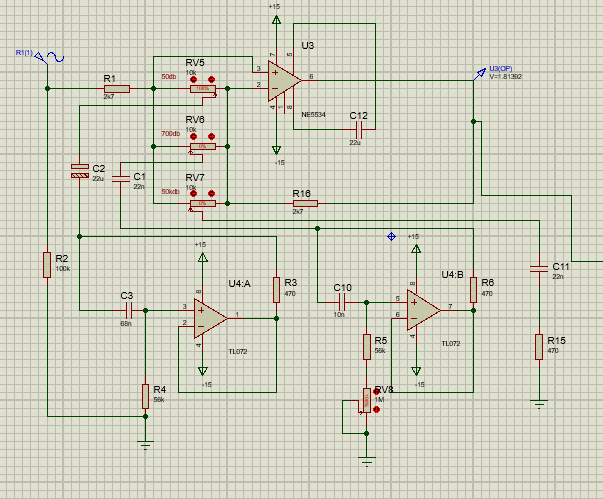 +15
U3
R1(1)
RV5
10k
50db
100%
R1
2k7
3
2
7
5
6
4
1
8
NE5534
U3(OP)
V=1.81392
C12
22u
-15
RV6
10k
700db
0%
C2
22u
C1
22n
RV7
10k
50kdb
0%
R16
2k7
+15
+15
R2
100k
C11
22n
U4:A
R3
470
U4:B
R6
470
C3
68n
3
2
8
1
4
TL072
C10
10n
5
6
8
7
4
TL072
R5
56k
R15
470
-15
-15
R4
56k
RV8
1M